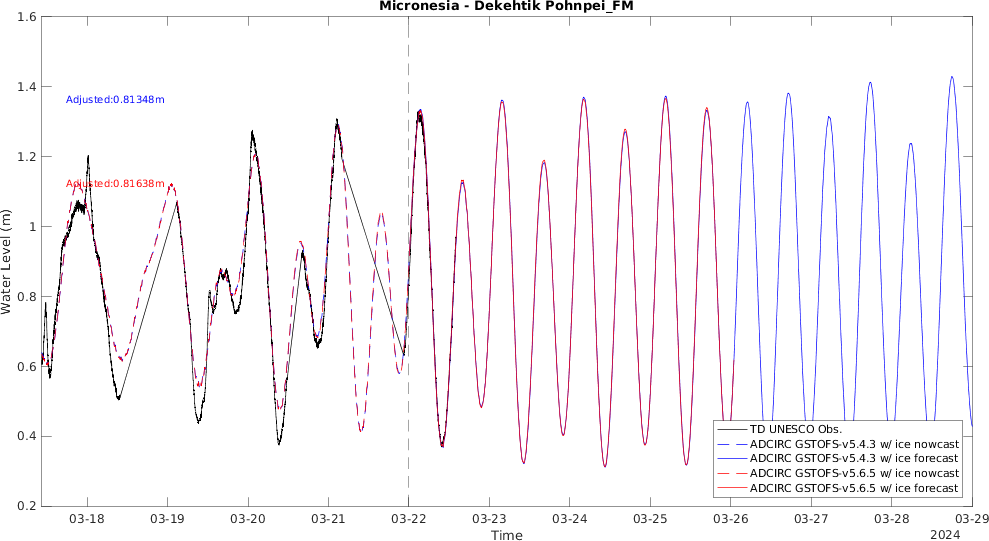 Micronesia - Dekehtik Pohnpei_FM
1.6
1.4
1.2
1
0.8
0.6
0.4
0.2
Water Level (m)
Adjusted:0.81348m
Adjusted:0.81638m
TD UNESCO Obs.
ADCIRC GSTOFS-v5.4.3 w/ ice nowcast
ADCIRC GSTOFS-v5.4.3 w/ ice forecast
ADCIRC GSTOFS-v5.6.5 w/ ice nowcast
ADCIRC GSTOFS-v5.6.5 w/ ice forecast
03-18 03-19 03-20 03-21 03-22 03-23 03-24 03-25 03-26 03-27 03-28 03-29
Time
2024